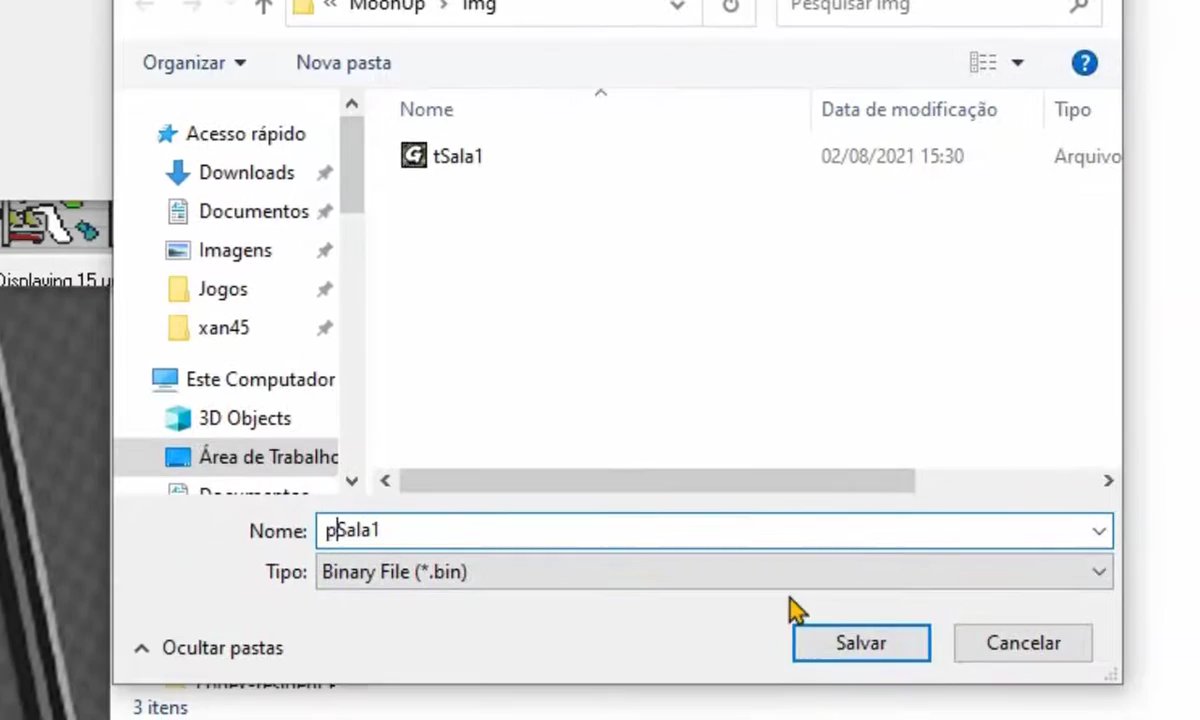 « MoonUp › Img
Pesquisar Img
Organizar
Nova pasta
Nome
Data de modificação
Tipo
Acesso rápido
Downloads
Documentos
Imagens
Jogos
xan45
Este Computador
3D Objects
Área de Trabalho
Documentos
tSala1
02/08/2021 15:30
Arquivo
Nome: pSala1
Tipo: Binary File (*.bin)
Ocultar pastas
Salvar
Cancelar
Displaying 15
3 itens